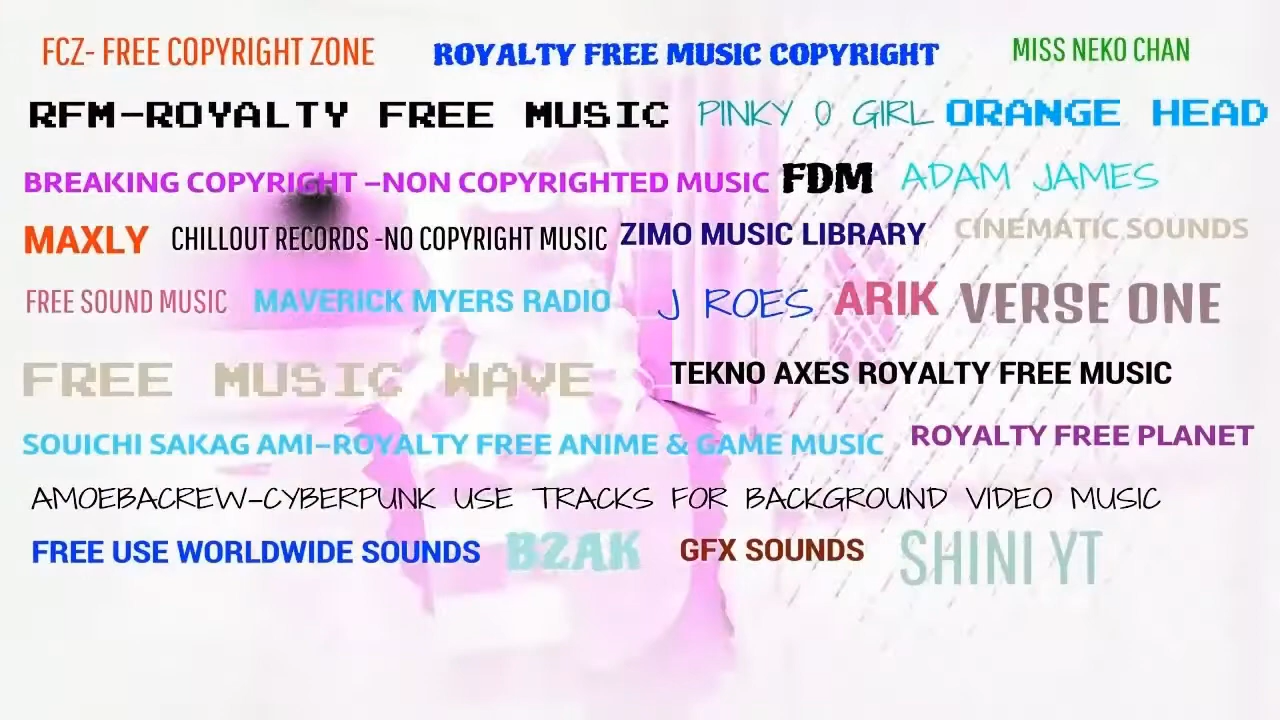 FCZ- FREE COPYRIGHT ZONE ROYALTY FREE MUSIC COPYRIGHT MISS NEKO CHAN
RFM-ROYALTY FREE MUSIC PINKY O GIRL ORANGE HEAD
BREAKING COPYRIGHT –NON COPYRIGHTED MUSIC FDM ADAM JAMES
MAXLY CHILLOUT RECORDS -NO COPYRIGHT MUSIC ZIMO MUSIC LIBRARY CINEMATIC SOUNDS
FREE SOUND MUSIC MAVERICK MYERS RADIO J ROES ARIK VERSE ONE
FREE MUSIC WAVE TEKNO AXES ROYALTY FREE MUSIC
SOUICHI SAKAG AMI–ROYALTY FREE ANIME & GAME MUSIC ROYALTY FREE PLANET
AMOEBACREW-CYBERPUNK USE TRACKS FOR BACKGROUND VIDEO MUSIC
FREE USE WORLDWIDE SOUNDS BZAK GFX SOUNDS SHINI YT